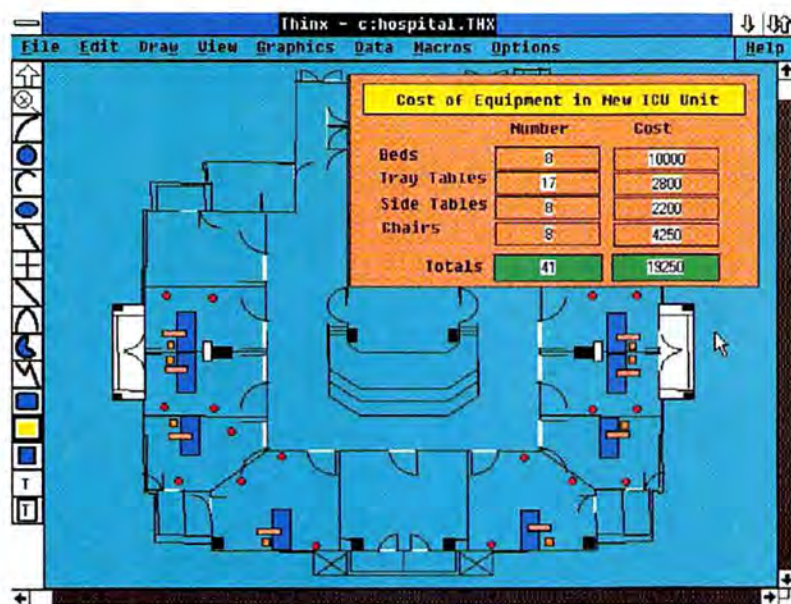 Thinx - c:hospital.THX
File Edit Draw View Graphics Data Macros Options Help
Cost of Equipment in New ICU Unit
Number Cost
Beds 8 10000
Tray Tables 17 2800
Side Tables 8 2200
Chairs 8 4250
Totals 41 19250
T
T